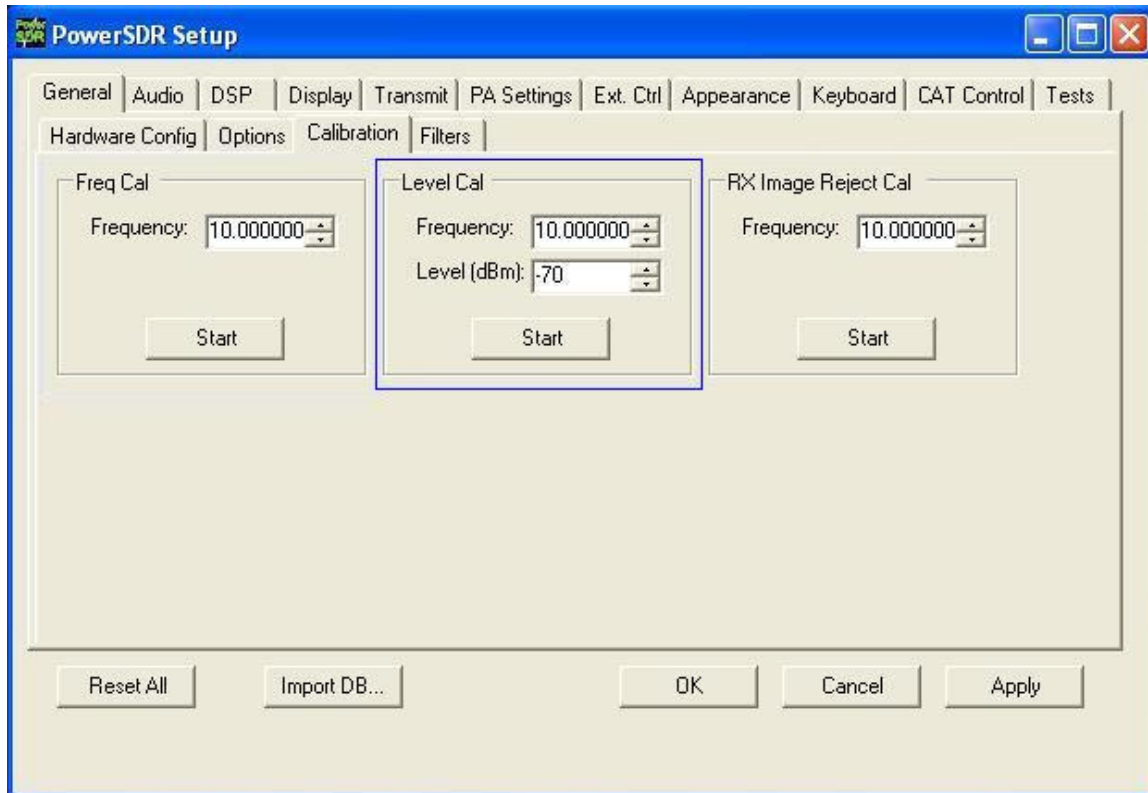 Power SDR
PowerSDR Setup
General Audio DSP Display Transmit PA Settings Ext. Ctrl Appearance Keyboard CAT Control Tests
Hardware Config Options Calibration Filters
Freq Cal
Frequency: 10.000000
Start
Level Cal
Frequency: 10.000000
Level (dBm): -70
Start
RX Image Reject Cal
Frequency: 10.000000
Start
Reset All Import DB... OK Cancel Apply